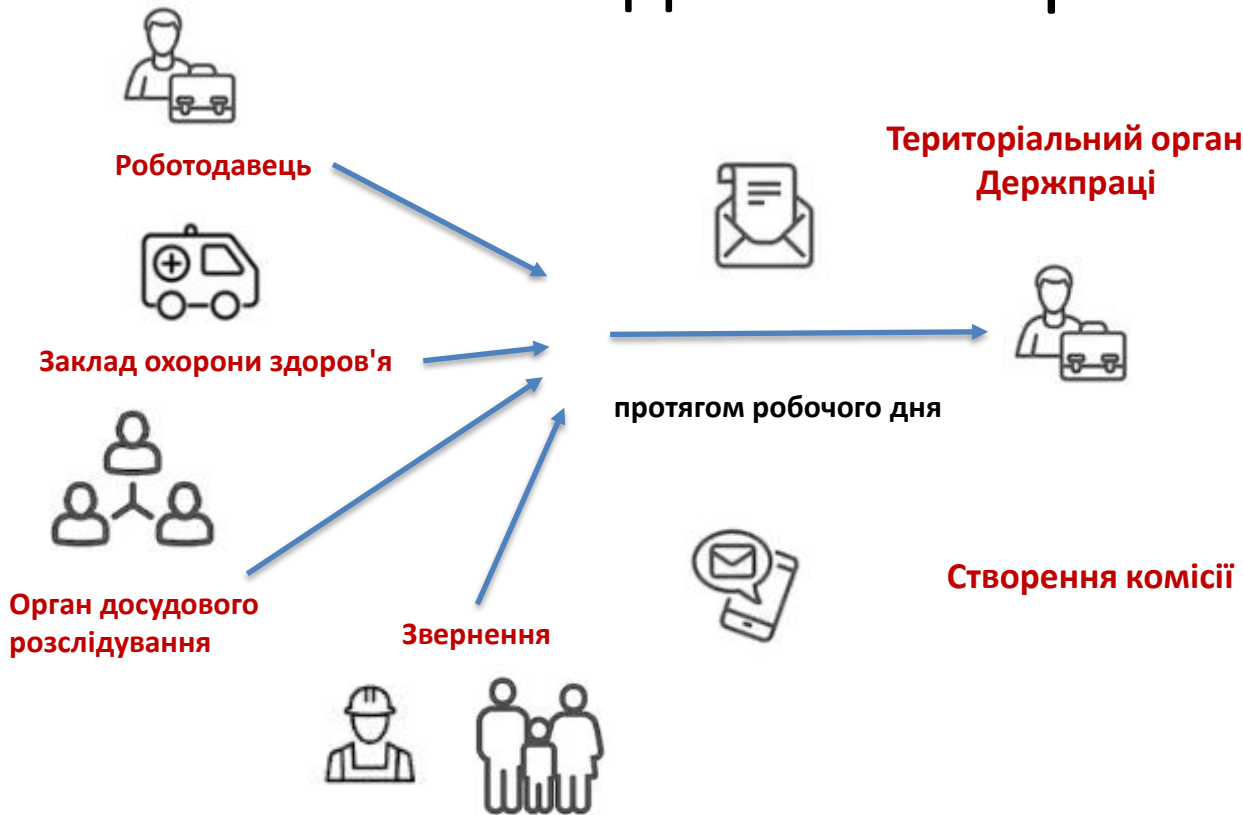 Роботодавець
Територіальний орган
Держпраці
Заклад охорони здоров'я
протягом робочого дня
Створення комісії
Орган досудового
розслідування
Звернення